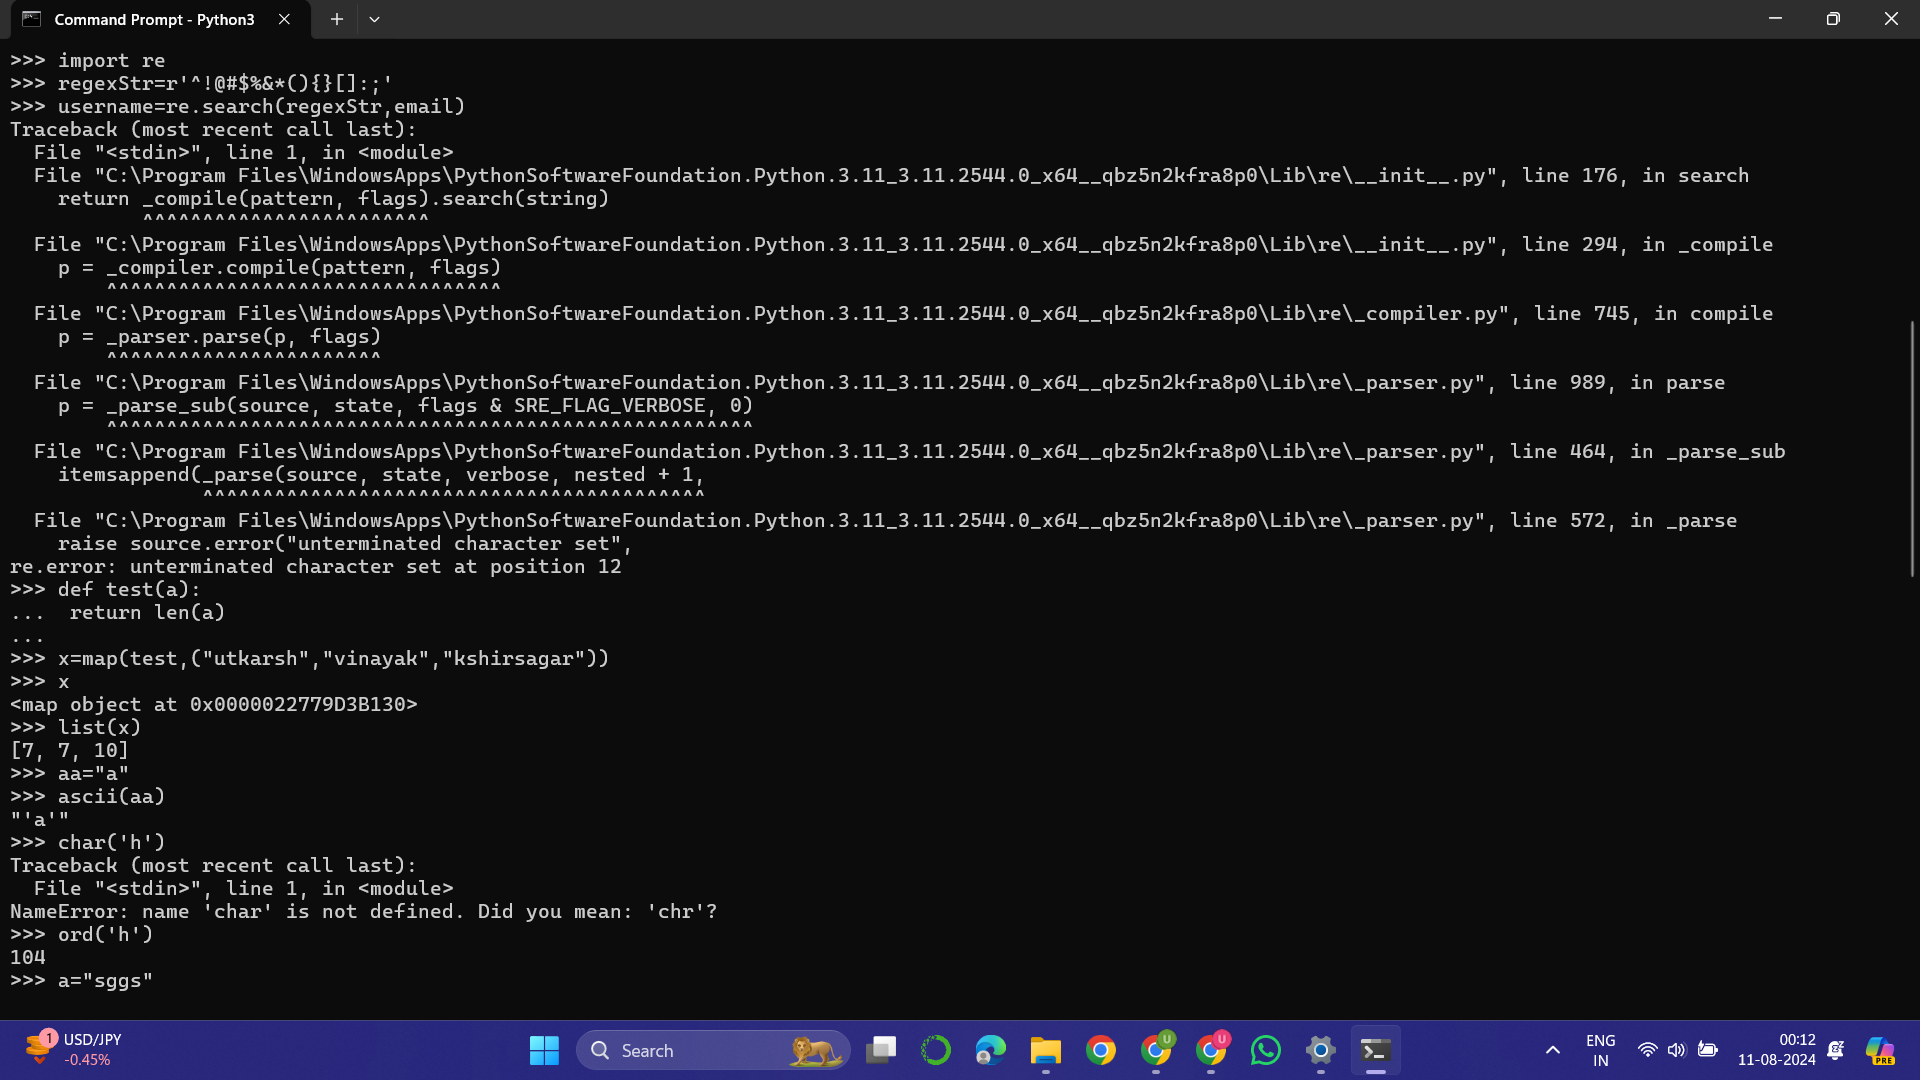 Command Prompt - Python3
>>> import re
>>> regexStr=r'^!@#$%&*(){}[]:;'
>>> username=re.search(regexStr,email)
Traceback (most recent call last):
  File "<stdin>", line 1, in <module>
  File "C:\Program Files\WindowsApps\PythonSoftwareFoundation.Python.3.11_3.11.2544.0_x64__qbz5n2kfra8p0\Lib\re\__init__.py", line 176, in search
    return _compile(pattern, flags).search(string)
           ^^^^^^^^^^^^^^^^^^^^^^^^
  File "C:\Program Files\WindowsApps\PythonSoftwareFoundation.Python.3.11_3.11.2544.0_x64__qbz5n2kfra8p0\Lib\re\__init__.py", line 294, in _compile
    p = _compiler.compile(pattern, flags)
        ^^^^^^^^^^^^^^^^^^^^^^^^^^^^^^^^^
  File "C:\Program Files\WindowsApps\PythonSoftwareFoundation.Python.3.11_3.11.2544.0_x64__qbz5n2kfra8p0\Lib\re\_compiler.py", line 745, in compile
    p = _parser.parse(p, flags)
        ^^^^^^^^^^^^^^^^^^^^^^^
  File "C:\Program Files\WindowsApps\PythonSoftwareFoundation.Python.3.11_3.11.2544.0_x64__qbz5n2kfra8p0\Lib\re\_parser.py", line 989, in parse
    p = _parse_sub(source, state, flags & SRE_FLAG_VERBOSE, 0)
        ^^^^^^^^^^^^^^^^^^^^^^^^^^^^^^^^^^^^^^^^^^^^^^^^^^^^^^
  File "C:\Program Files\WindowsApps\PythonSoftwareFoundation.Python.3.11_3.11.2544.0_x64__qbz5n2kfra8p0\Lib\re\_parser.py", line 464, in _parse_sub
    itemsappend(_parse(source, state, verbose, nested + 1,
                ^^^^^^^^^^^^^^^^^^^^^^^^^^^^^^^^^^^^^^^^^^
  File "C:\Program Files\WindowsApps\PythonSoftwareFoundation.Python.3.11_3.11.2544.0_x64__qbz5n2kfra8p0\Lib\re\_parser.py", line 572, in _parse
    raise source.error("unterminated character set",
re.error: unterminated character set at position 12
>>> def test(a):
...  return len(a)
...
>>> x=map(test,("utkarsh","vinayak","kshirsagar"))
>>> x
<map object at 0x0000022779D3B130>
>>> list(x)
[7, 7, 10]
>>> aa="a"
>>> ascii(aa)
"'a'"
>>> char('h')
Traceback (most recent call last):
  File "<stdin>", line 1, in <module>
NameError: name 'char' is not defined. Did you mean: 'chr'?
>>> ord('h')
104
>>> a="sggs"
1
USD/JPY
-0.45%
Search
U
U
ENG
IN
00:12
11-08-2024
PRE